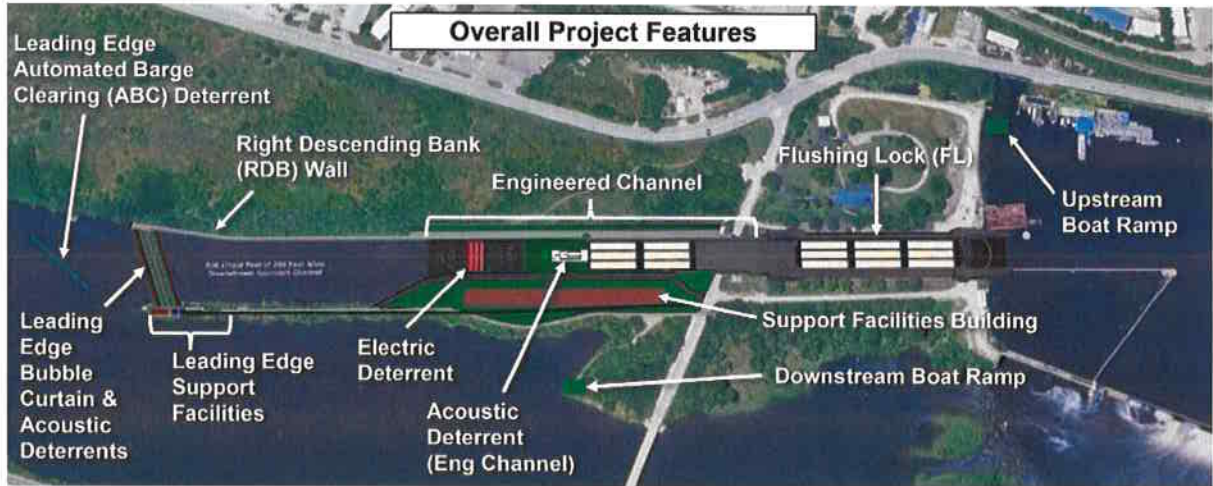 Overall Project Features
Leading Edge
Automated Barge
Clearing (ABC) Deterrent
Right Descending Bank
(RDB) Wall
Engineered Channel
Flushing Lock (FL)
Upstream
Boat Ramp
Leading
Edge
Bubble
Curtain &
Acoustic
Deterrents
Leading Edge
Support
Facilities
Electric
Deterrent
Acoustic
Deterrent
(Eng Channel)
Support Facilities Building
Downstream Boat Ramp